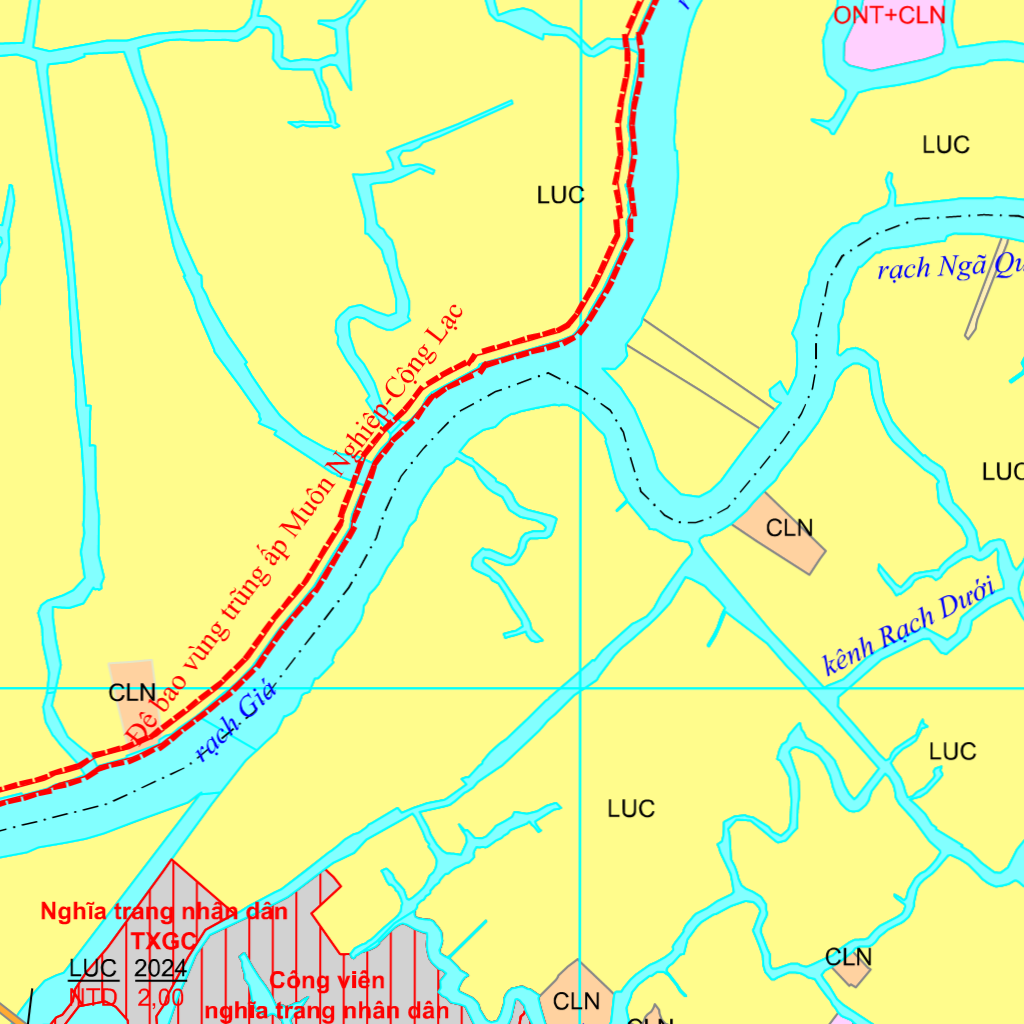 ONT+CLN
LUC
LUC
rạch Ngã
Đê bao vùng trũng ấp Muôn Nghiệp-Cộng Lạc
LUC
CLN
kênh Rạch Dưới
CLN
rạch Giá
LUC
LUC
Nghĩa trang nhân dân
TXGC
LUC 2024
NTD 2,00
Công viên
nghĩa trang nhân dân
CLN
CLN
CLN